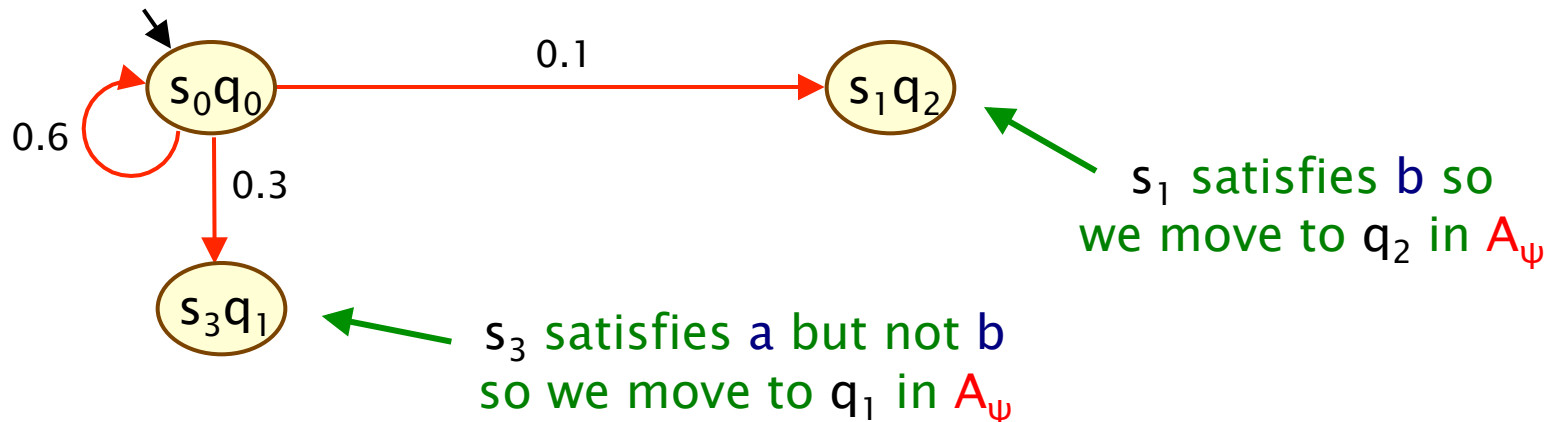 0.1
s₀q₀
s₁q₂
0.6
0.3
s₁ satisfies b so
we move to q₂ in Aψ
s₃q₁
s₃ satisfies a but not b
so we move to q₁ in Aψ